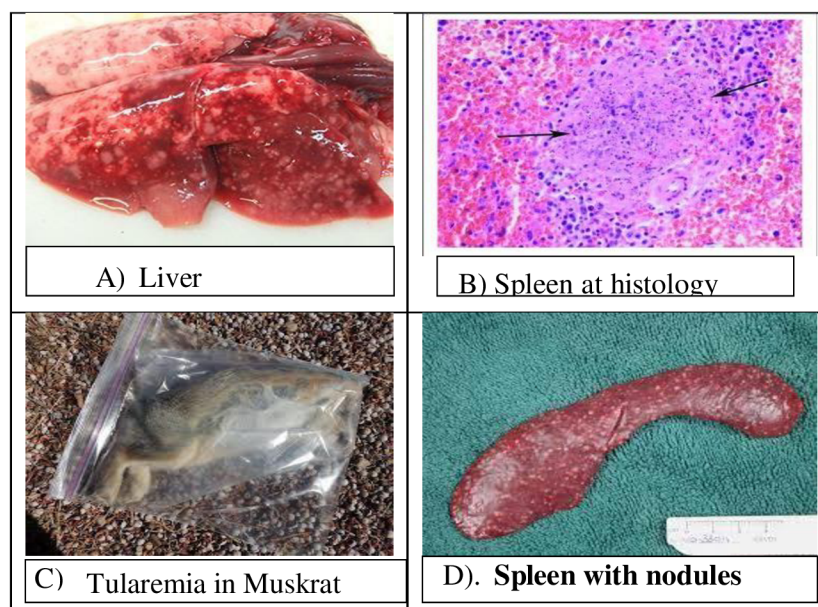 A) Liver
B) Spleen at histology
C) Tularemia in Muskrat
D). Spleen with nodules